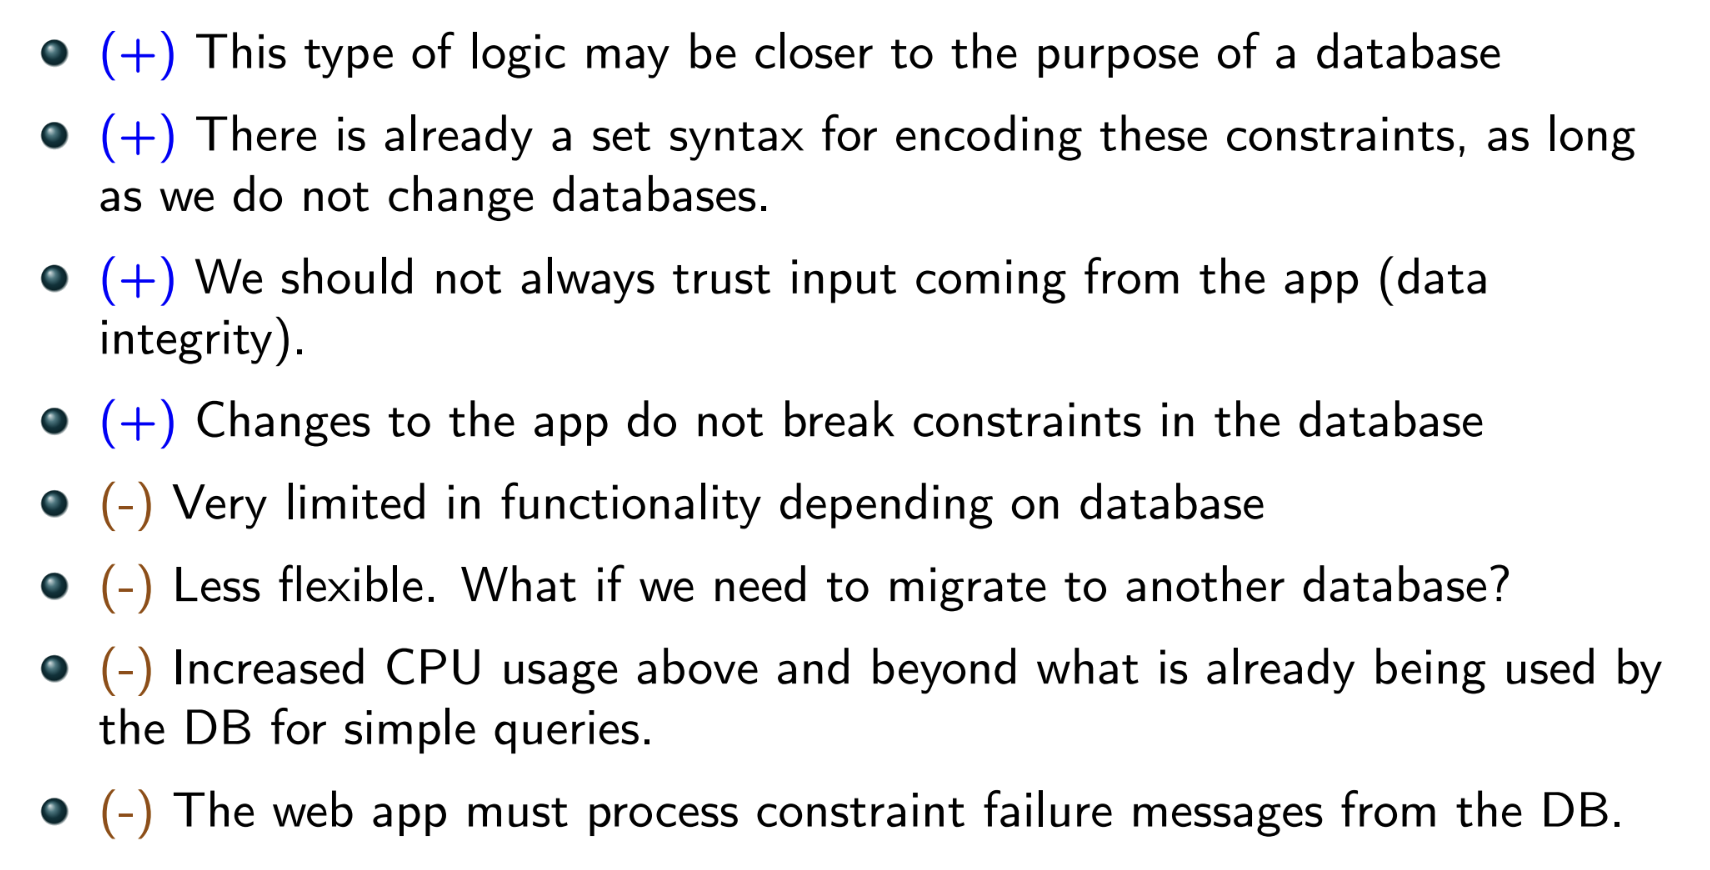 (+) This type of logic may be closer to the purpose of a database
(+) There is already a set syntax for encoding these constraints, as long
as we do not change databases.
(+) We should not always trust input coming from the app (data
integrity).
(+) Changes to the app do not break constraints in the database
(-) Very limited in functionality depending on database
(-) Less flexible. What if we need to migrate to another database?
(-) Increased CPU usage above and beyond what is already being used by
the DB for simple queries.
(-) The web app must process constraint failure messages from the DB.